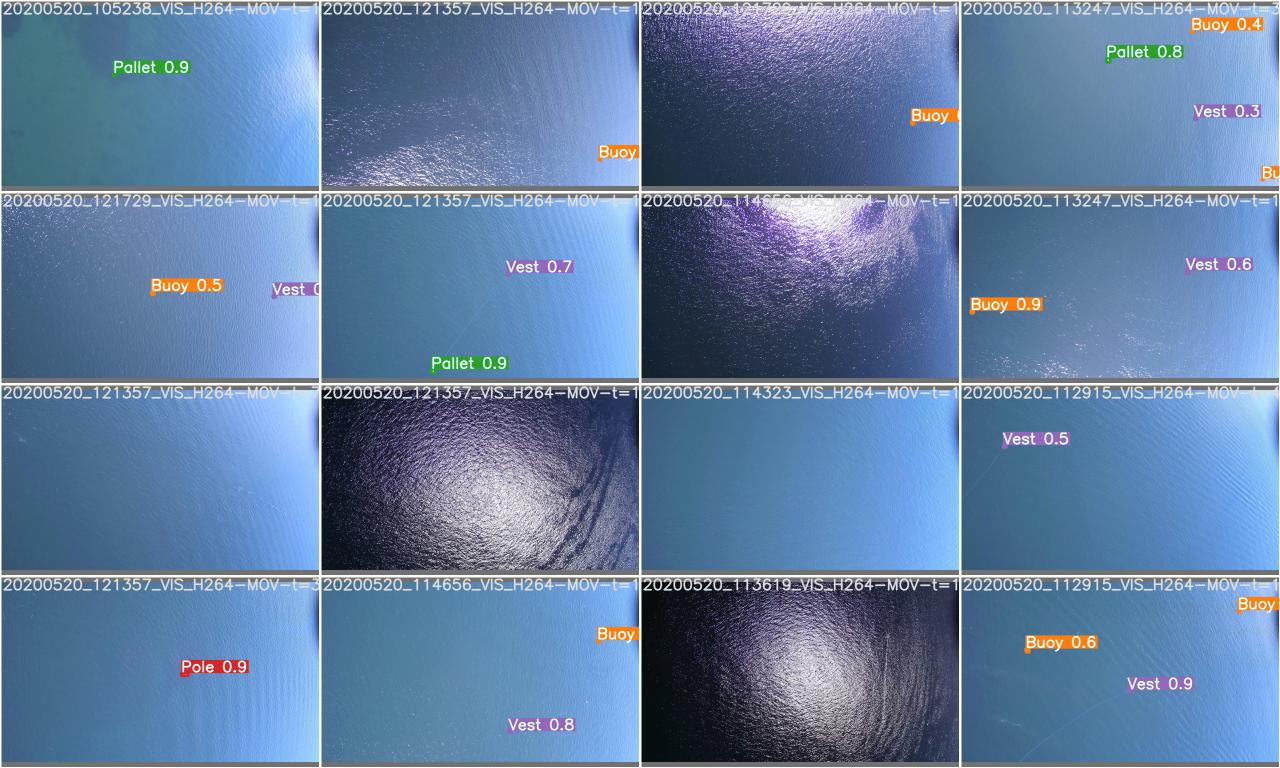 20200520_105238_VIS_H264-MOV-t=1
Pallet 0.9
20200520_121357_VIS_H264-MOV-t=1
Buoy
Buoy
20200520_113247_VIS_H264-MOV-t=3
Buoy 0.4
Pallet 0.8
Vest 0.3
Bu
20200520_121729_VIS_H264-MOV-t=1
Buoy 0.5
Vest 0
20200520_121357_VIS_H264-MOV-t=1
Vest 0.7
Pallet 0.9
20200520_114656_VIS_H264-MOV-t=1
20200520_113247_VIS_H264-MOV-t=1
Vest 0.6
Buoy 0.9
20200520_121357_VIS_H264-MOV-t=7
20200520_121357_VIS_H264-MOV-t=1
20200520_114323_VIS_H264-MOV-t=1
20200520_112915_VIS_H264-MOV-t=4
Vest 0.5
20200520_121357_VIS_H264-MOV-t=3
Pole 0.9
20200520_114656_VIS_H264-MOV-t=1
Buoy
Vest 0.8
20200520_113619_VIS_H264-MOV-t=1
20200520_112915_VIS_H264-MOV-t=1
Buoy
Buoy 0.6
Vest 0.9